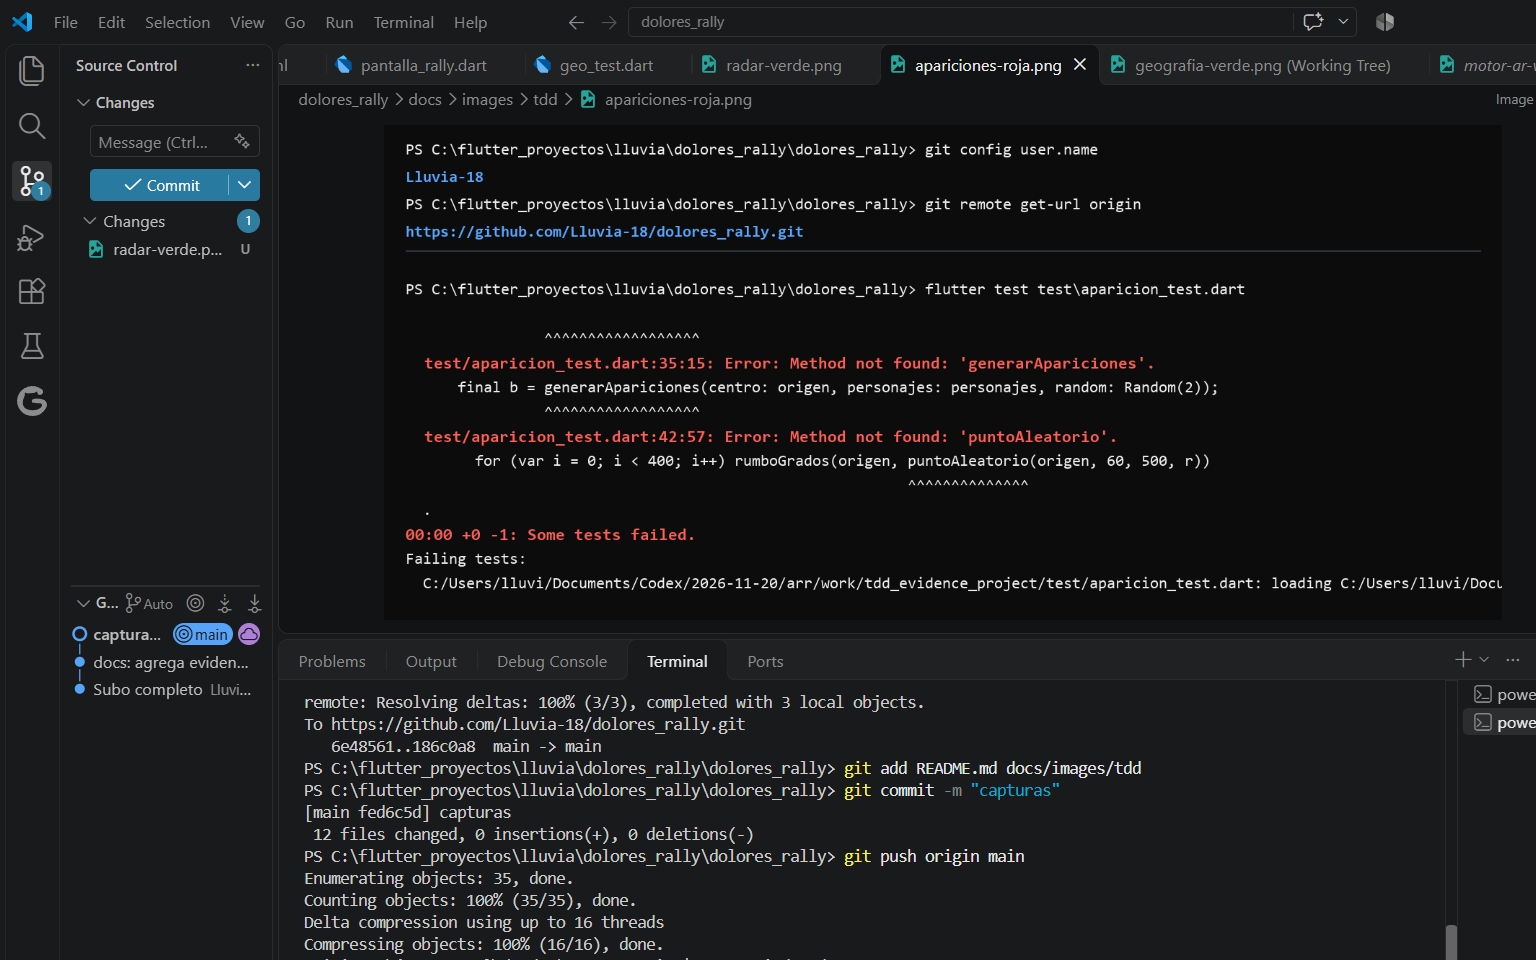 File Edit Selection View Go Run Terminal Help
dolores_rally
Source Control
Changes
Message (Ctrl...
Commit
Changes 1
radar-verde.p... U
1
G... Auto
captura... main
docs: agrega eviden...
Subo completo Lluvi...
pantalla_rally.dart
geo_test.dart
radar-verde.png
apariciones-roja.png
geografia-verde.png (Working Tree)
motor-ar-v
dolores_rally > docs > images > tdd > apariciones-roja.png
Image
PS C:\flutter_proyectos\lluvia\dolores_rally\dolores_rally> git config user.name
Lluvia-18
PS C:\flutter_proyectos\lluvia\dolores_rally\dolores_rally> git remote get-url origin
https://github.com/Lluvia-18/dolores_rally.git
PS C:\flutter_proyectos\lluvia\dolores_rally\dolores_rally> flutter test test\aparicion_test.dart
^^^^^^^^^^^^^^^^^^
test/aparicion_test.dart:35:15: Error: Method not found: 'generarApariciones'.
final b = generarApariciones(centro: origen, personajes: personajes, random: Random(2));
^^^^^^^^^^^^^^^^^^
test/aparicion_test.dart:42:57: Error: Method not found: 'puntoAleatorio'.
for (var i = 0; i < 400; i++) rumboGrados(origen, puntoAleatorio(origen, 60, 500, r))
^^^^^^^^^^^^^^
.
00:00 +0 -1: Some tests failed.
Failing tests:
C:/Users/lluvi/Documents/Codex/2026-11-20/arr/work/tdd_evidence_project/test/aparicion_test.dart: loading C:/Users/lluvi/Docu
Problems Output Debug Console Terminal Ports
remote: Resolving deltas: 100% (3/3), completed with 3 local objects.
To https://github.com/Lluvia-18/dolores_rally.git
6e48561..186c0a8 main -> main
PS C:\flutter_proyectos\lluvia\dolores_rally\dolores_rally> git add README.md docs/images/tdd
PS C:\flutter_proyectos\lluvia\dolores_rally\dolores_rally> git commit -m "capturas"
[main fed6c5d] capturas
12 files changed, 0 insertions(+), 0 deletions(-)
PS C:\flutter_proyectos\lluvia\dolores_rally\dolores_rally> git push origin main
Enumerating objects: 35, done.
Counting objects: 100% (35/35), done.
Delta compression using up to 16 threads
Compressing objects: 100% (16/16), done.
powe
powe